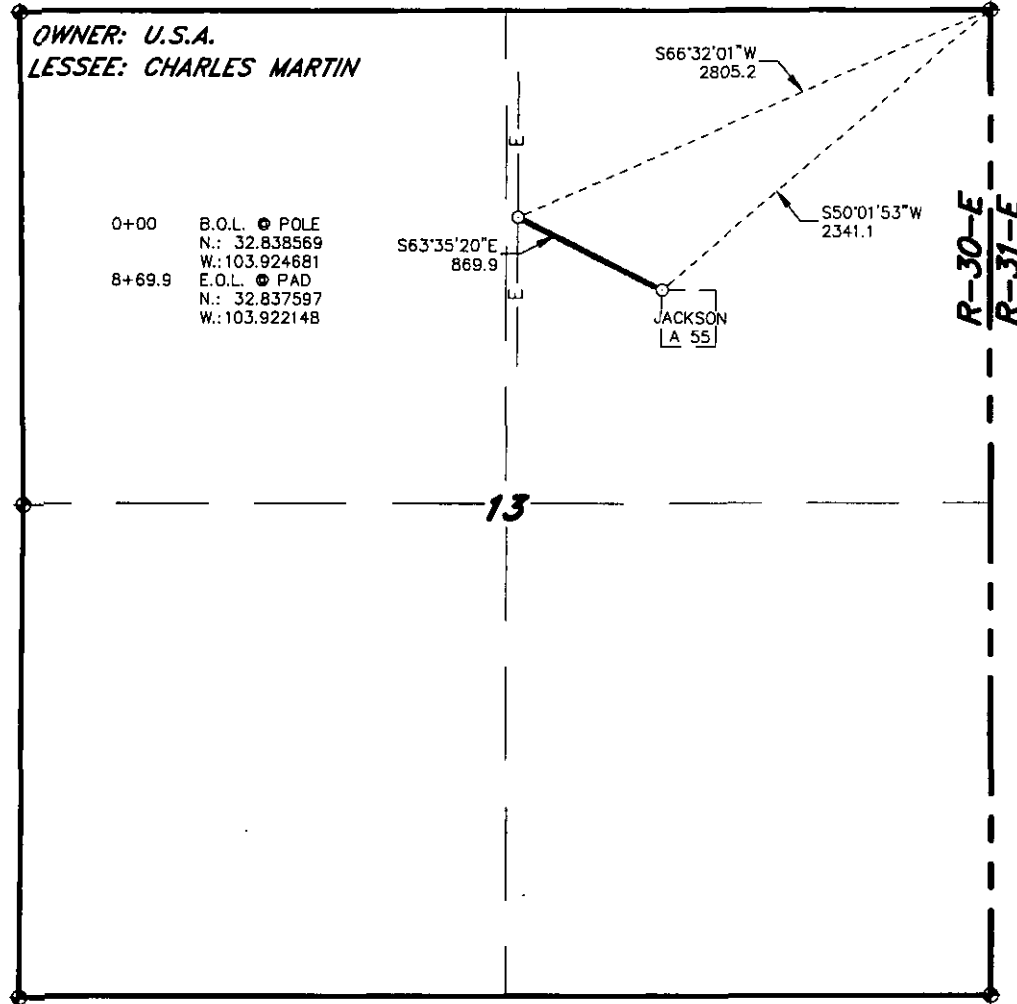 OWNER: U.S.A.
LESSEE: CHARLES MARTIN
S66°32'01"W
2805.2
E
0+00 B.O.L. @ POLE
N.: 32.838569
W.:103.924681
8+69.9 E.O.L. @ PAD
N.: 32.837597
W.:103.922148
S63°35'20"E
869.9
S50°01'53"W
2341.1
R-30-E
R-31-E
E
JACKSON
A 55
13